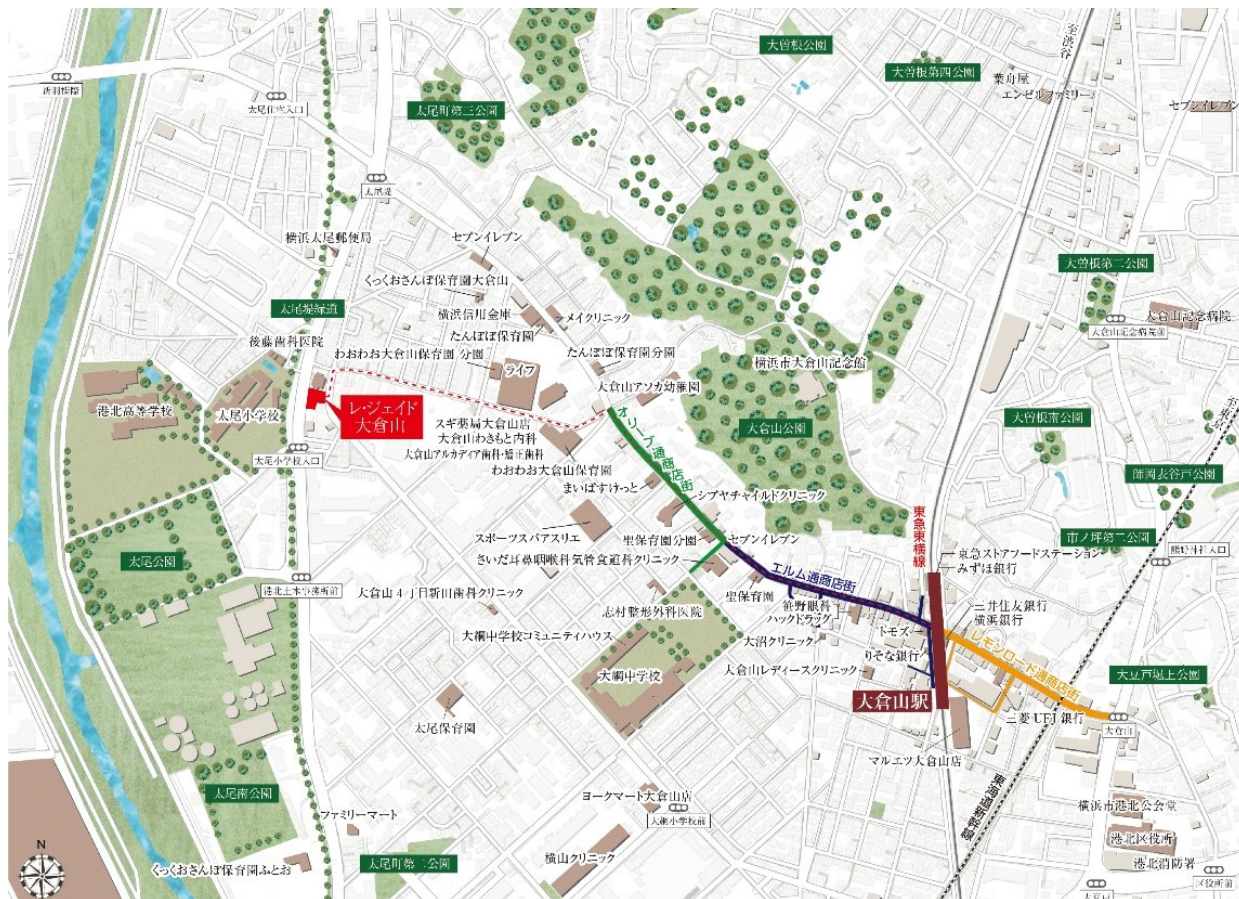 大曽根公園
至渋谷
大曽根第四公園
葉舟屋
エンゼルファミリー
新羽橋際
太尾住宅入口
太尾町第三公園
セブンイレブン
太尾堤
横浜太尾郵便局
セブンイレブン
大曽根第二公園
くっくおさんぽ保育園大倉山
太尾堤緑道
横浜信用金庫
メイクリニック
大倉山記念病院
大倉山記念病院前
たんぽぽ保育園
後藤歯科医院
わおわお大倉山保育園 分園
たんぽぽ保育園分園
横浜市大倉山記念館
ライフ
大倉山アソカ幼稚園
港北高等学校
太尾小学校
レ・ジェイド
大倉山
スギ薬局大倉山店
大倉山わきもと内科
大倉山アルカディア歯科・矯正歯科
オリーブ通商店街
大倉山公園
大曽根南公園
至東京
太尾小学校入口
わおわお大倉山保育園
まいばすけっと
シブヤチャイルドクリニック
師岡表谷戸公園
東急東横線
スポーツスパアスリエ
聖保育園分園
セブンイレブン
市ノ坪第二公園
熊野神社入口
太尾公園
さいだ耳鼻咽喉科気管食道科クリニック
東急ストアフードステーション
みずほ銀行
エルム通商店街
港北土木事務所前
大倉山4丁目新田歯科クリニック
聖保育園
笹野眼科
ハックドラッグ
三井住友銀行
横浜銀行
志村整形外科医院
トモズ
大綱中学校コミュニティハウス
大沼クリニック
りそな銀行
レモンロード通商店街
大綱中学校
大倉山レディースクリニック
大豆戸堀上公園
大倉山駅
三菱UFJ銀行
大倉山
太尾保育園
マルエツ大倉山店
太尾南公園
ヨークマート大倉山店
東海道新幹線
横浜市港北公会堂
ファミリーマート
大綱小学校前
港北区役所
N
くっくおさんぽ保育園ふとお
太尾町第二公園
横山クリニック
港北消防署
区役所前